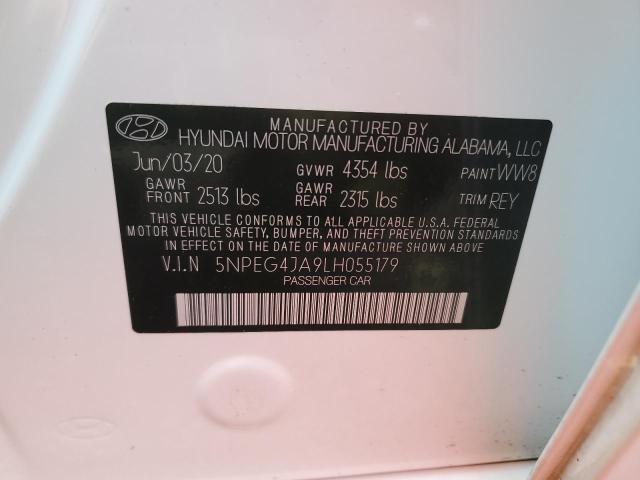 MANUFACTURED BY
HYUNDAI MOTOR MANUFACTURING ALABAMA, LLC
Jun/03/20 GVWR 4354 lbs PAINT WW8
GAWR FRONT 2513 lbs GAWR REAR 2315 lbs TRIM REY
THIS VEHICLE CONFORMS TO ALL APPLICABLE U.S.A. FEDERAL
MOTOR VEHICLE SAFETY, BUMPER, AND THEFT PREVENTION STANDARDS
IN EFFECT ON THE DATE OF MANUFACTURE SHOWN ABOVE
V.I.N 5NPEG4JA9LH055179
PASSENGER CAR